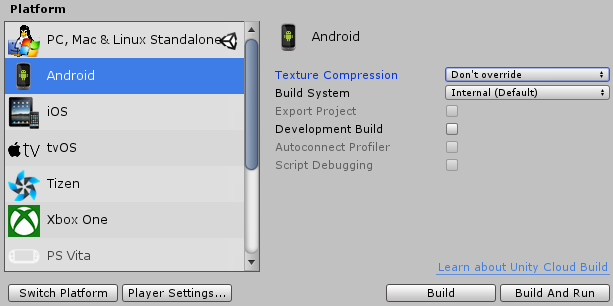 Platform
PC, Mac & Linux Standalone
Android
iOS
tv tvOS
Tizen
Xbox One
PS Vita
Android
Texture Compression Don't override
Build System Internal (Default)
Export Project
Development Build
Autoconnect Profiler
Script Debugging
Learn about Unity Cloud Build
Switch Platform Player Settings... Build Build And Run